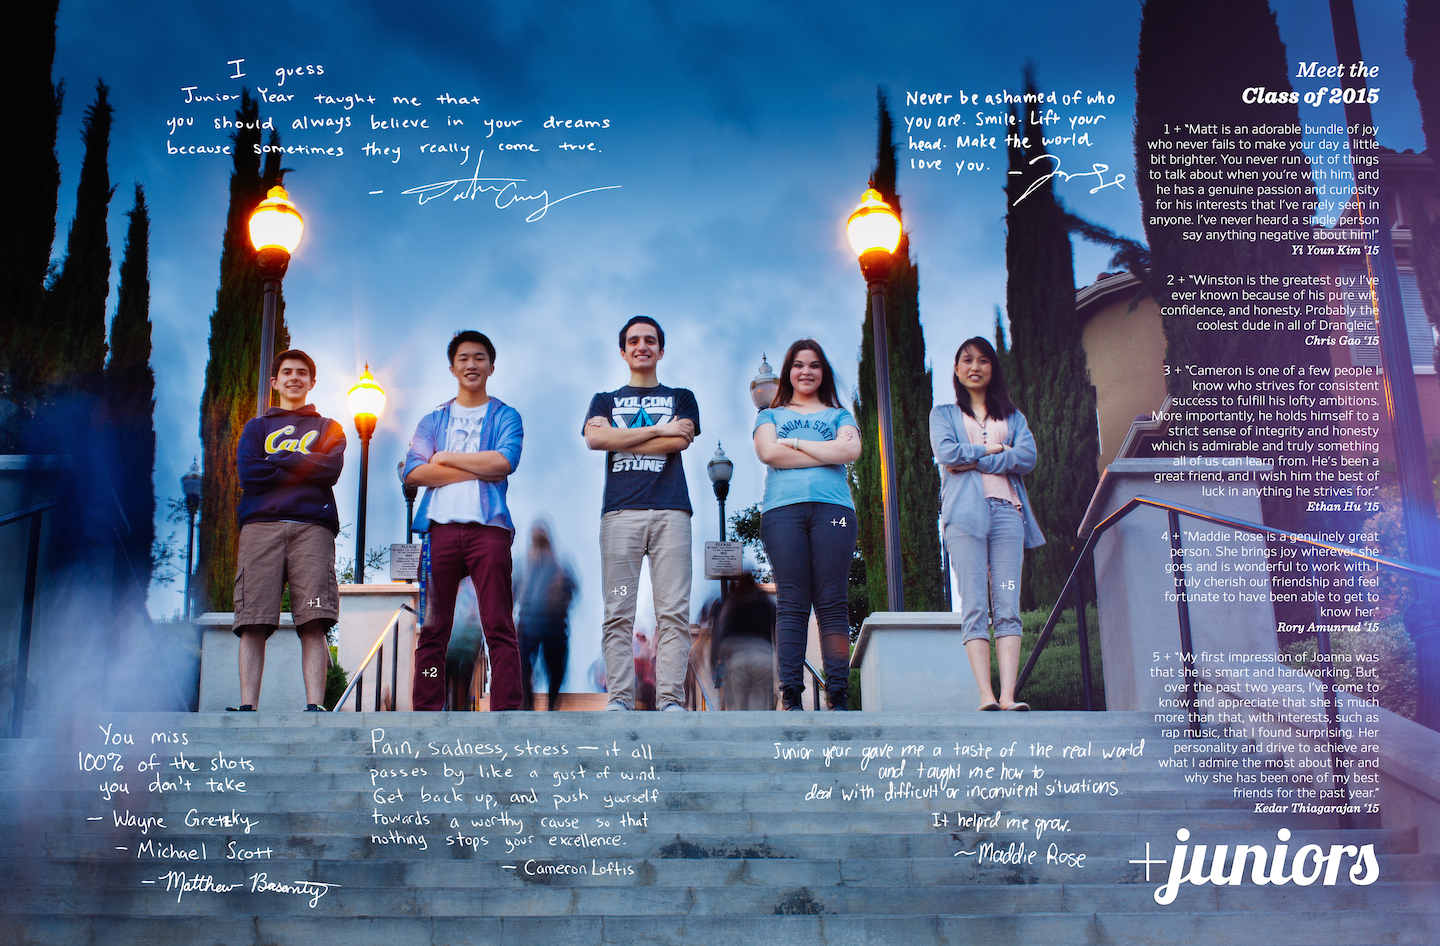 I guess
Junior Year taught me that
you should always believe in your dreams
because sometimes they really come true.
Never be ashamed of who
you are. Smile. Lift your
head. Make the world
love you.
Meet the
Class of 2015
1 + “Matt is an adorable bundle of joy
who never fails to make your day a little
bit brighter. You never run out of things
to talk about when you’re with him, and
he has a genuine passion and curiosity
for his interests that I’ve rarely seen in
anyone. I’ve never heard a single person
say anything negative about him!”
Yi Youn Kim ‘15
2 + “Winston is the greatest guy I’ve
ever known because of his pure wit,
confidence, and honesty. Probably the
coolest dude in all of Drangleic.”
Chris Gao ‘15
3 + “Cameron is one of a few people I
know who strives for consistent
success to fulfill his lofty ambitions.
More importantly, he holds himself to a
strict sense of integrity and honesty
which is admirable and truly something
all of us can learn from. He’s been a
great friend, and I wish him the best of
luck in anything he strives for.”
Ethan Hu ‘15
4 + “Maddie Rose is a genuinely great
person. She brings joy wherever she
goes and is wonderful to work with. I
truly cherish our friendship and feel
fortunate to have been able to get to
know her.”
Rory Amunrud ‘15
5 + “My first impression of Joanna was
that she is smart and hardworking. But,
over the past two years, I’ve come to
know and appreciate that she is much
more than that, with interests, such as
rap music, that I found surprising. Her
personality and drive to achieve are
what I admire the most about her and
why she has been one of my best
friends for the past year.”
Kedar Thiagarajan ‘15
Cal
VOLCOM
STONE
SONOMA STATE
PLEASE
PLEASE
+1
+2
+3
+4
+5
You miss
100% of the shots
you don't take
- Wayne Gretzky
- Michael Scott
- Matthew Basanty
Pain, sadness, stress — it all
passes by like a gust of wind.
Get back up, and push yourself
towards a worthy cause so that
nothing stops your excellence.
- Cameron Loftis
Junior year gave me a taste of the real world
and taught me how to
deal with difficult or inconvient situations.
It helped me grow.
~Maddie Rose
+juniors